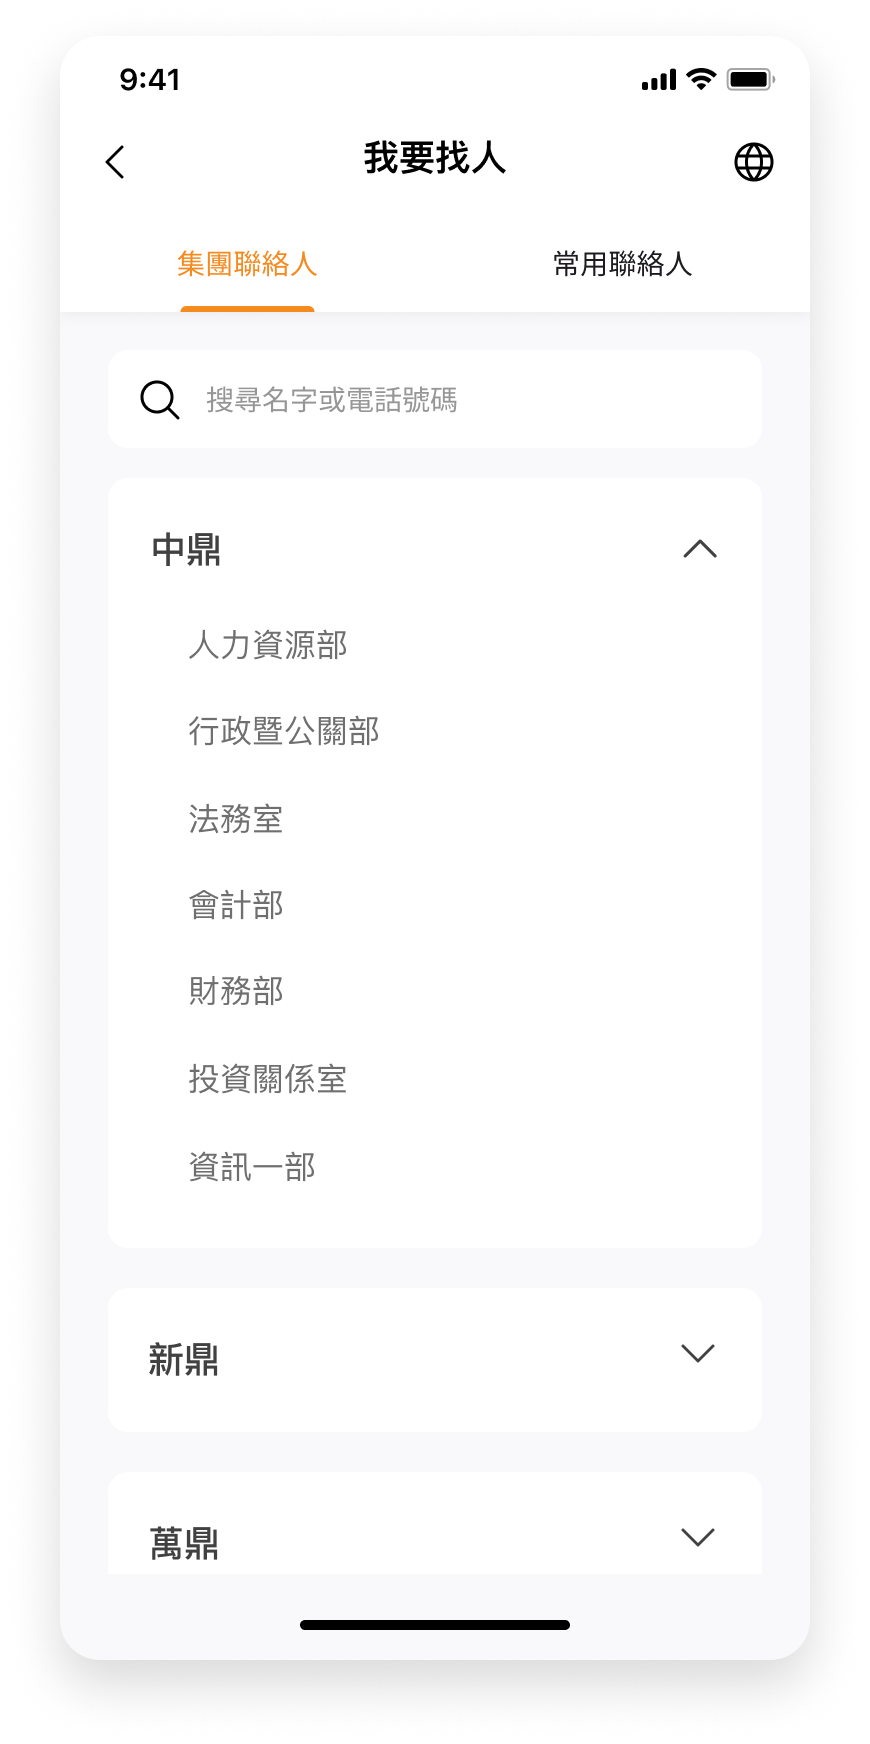 9:41
我要找人
集團聯絡人
常用聯絡人
搜尋名字或電話號碼
中鼎
人力資源部
行政暨公關部
法務室
會計部
財務部
投資關係室
資訊一部
新鼎
萬鼎